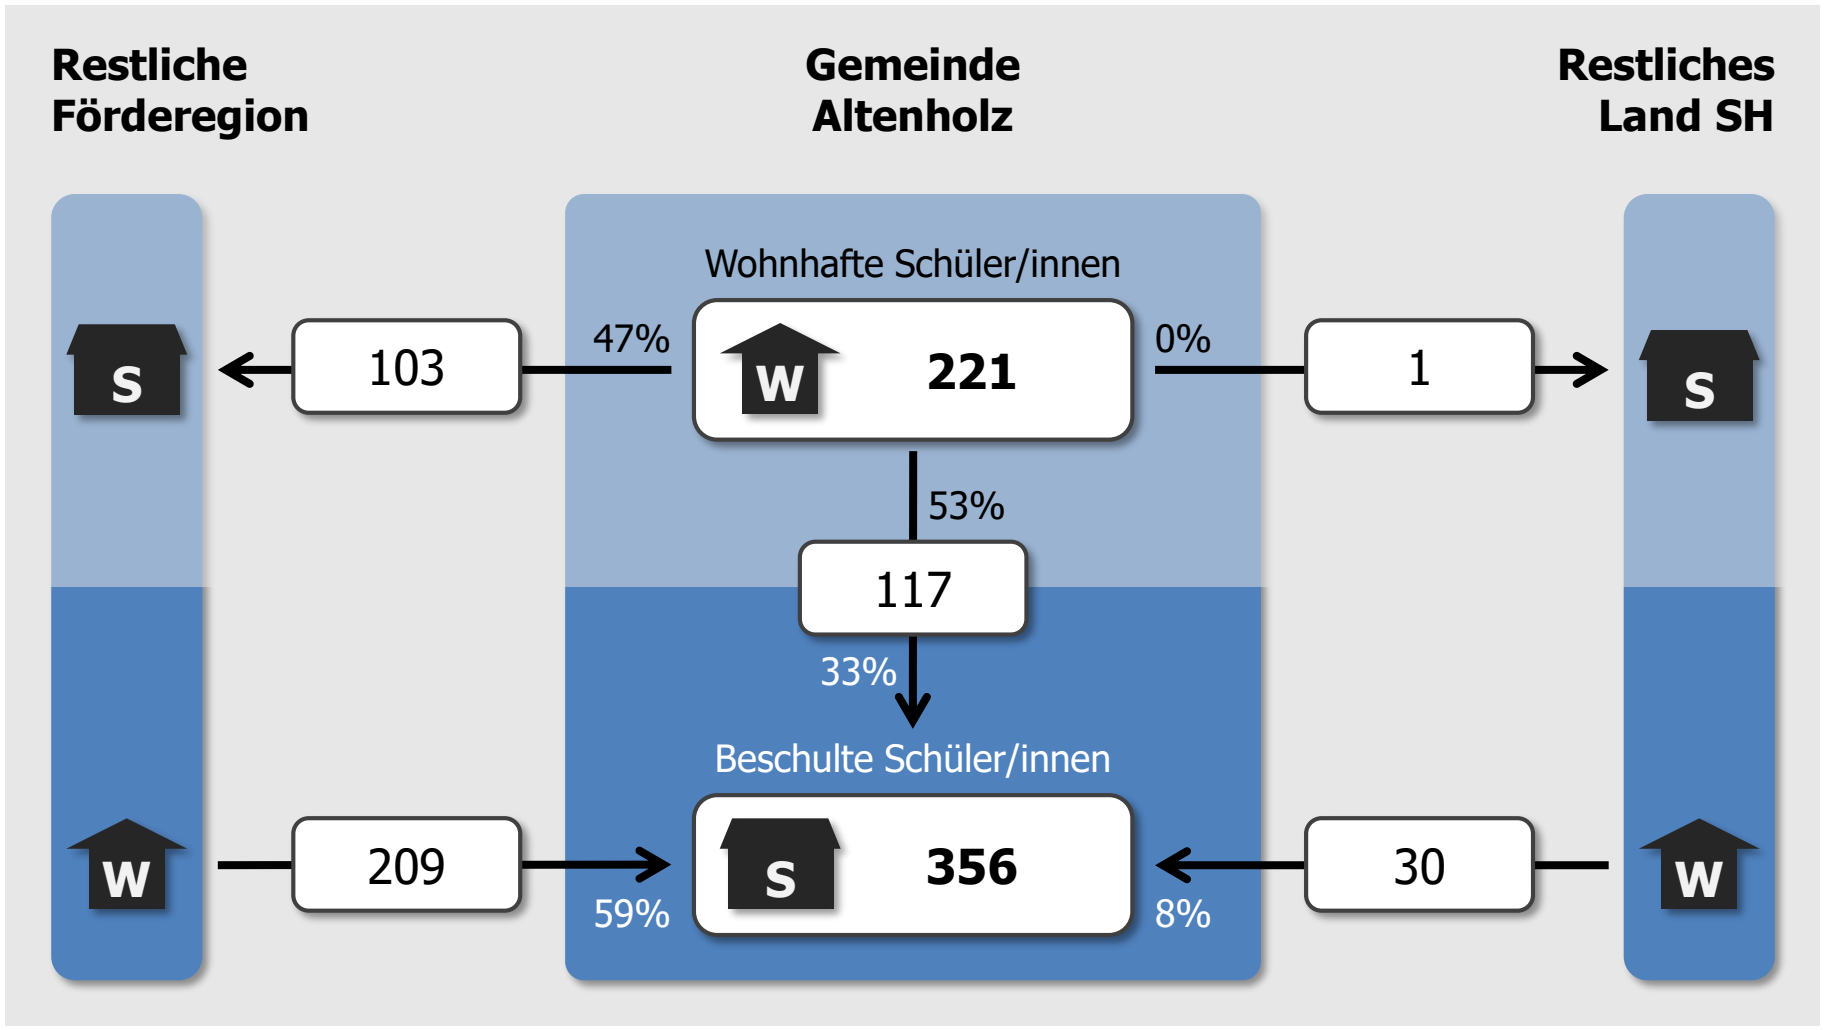 Restliche
Förderegion
Gemeinde
Altenholz
Restliches
Land SH
Wohnhafte Schüler/innen
S
103
47%
W
221
0%
1
S
53%
117
33%
Beschulte Schüler/innen
W
209
59%
S
356
8%
30
W